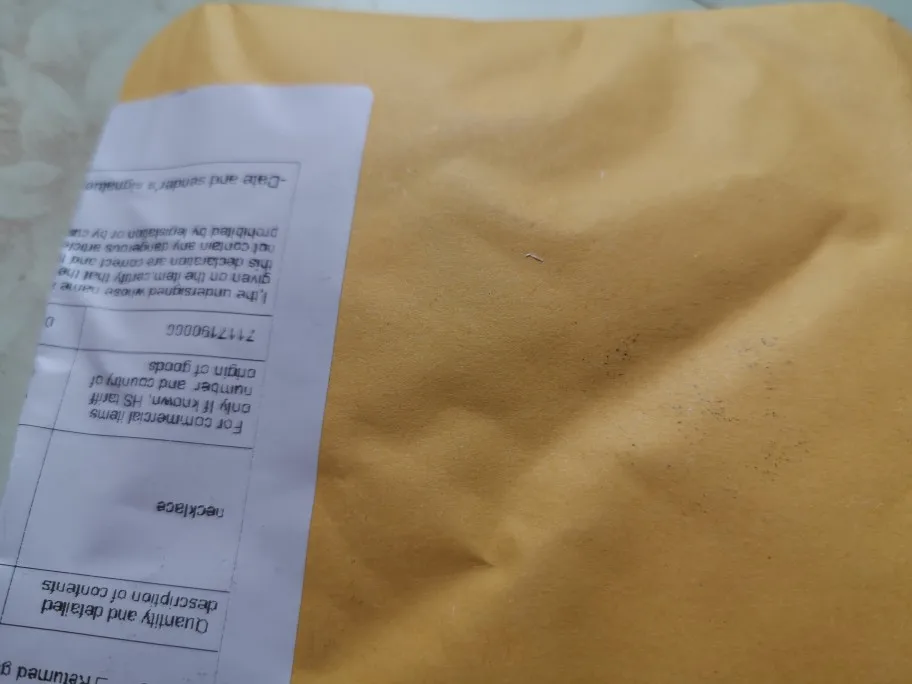 Returned g
Quantity and detailed
description of contents
necklace
For commercial items
only If known, HS tariff
number and country of
origin of goods
7117190000
0
I,the undersigned whose name
given on the item certify that the
this declaration are correct and
not contain any dangerous article
prohibited by legislation or by cus
-Date and sender's signature